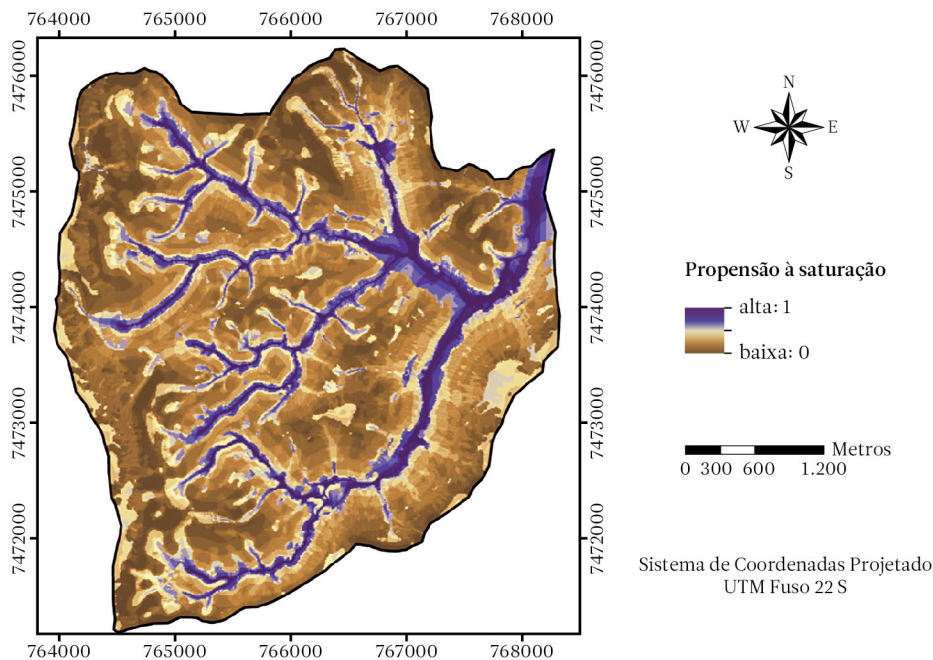 764000 765000 766000 767000 768000
7476000
7475000
7474000
7473000
7472000
7476000
7475000
7474000
7473000
7472000
764000 765000 766000 767000 768000
N
W E
S
Propensão à saturação
alta: 1
baixa: 0
Metros
0 300 600 1.200
Sistema de Coordenadas Projetado
UTM Fuso 22 S